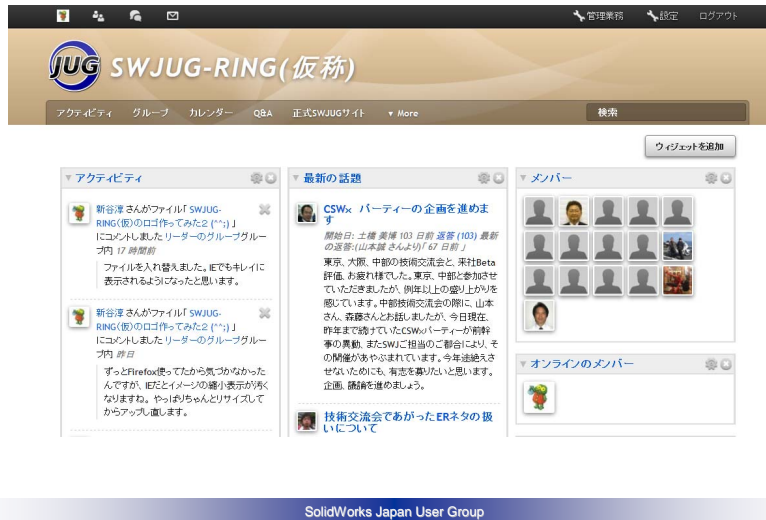 管理業務 設定 ログアウト
JUG SWJUG-RING(仮称)
アクティビティ グループ カレンダー Q&A 正式SWJUGサイト ▼ More 検索
ウィジェットを追加
アクティビティ
新谷淳 さんがファイル「 SWJUG-
RING(仮)のロゴ作ってみた2 (^^;) 」
にコメントしました リーダーのグループグルー
プ内 17 時間前
ファイルを入れ替えました。IEでもキレイに
表示されるようになったと思います。
新谷淳 さんがファイル「 SWJUG-
RING(仮)のロゴ作ってみた2 (^^;) 」
にコメントしました リーダーのグループグルー
プ内 昨日
ずっとFirefox使ってたから気づかなかった
んですが、IEだとイメージの縮小表示が汚く
なりますね。 やっぱりちゃんとリサイズして
からアップし直します。
最新の話題
CSWx パーティーの企画を進めま
す
開始日: 土橋 美博 103 日前 返答 (103) 最新
の返答:(山本誠 さんより)「 67 日前 」
東京、大阪、中部の技術交流会と、来社Beta
評価、お疲れ様でした。東京、中部と参加させ
ていただきましたが、例年以上の盛り上がりを
感じています。中部技術交流会の際に、山本
さん、森藤さんとお話しましたが、今日現在、
昨年まで続けていたCSWxパーティーが前幹
事の異動、またSWJご担当のご都合により、そ
の開催があやぶまれています。今年途絶えさ
せないためにも、有志を募りたいと思います。
企画、議論を進めましょう。
技術交流会であがったERネタの扱
いについて
メンバー
オンラインのメンバー
SolidWorks Japan User Group